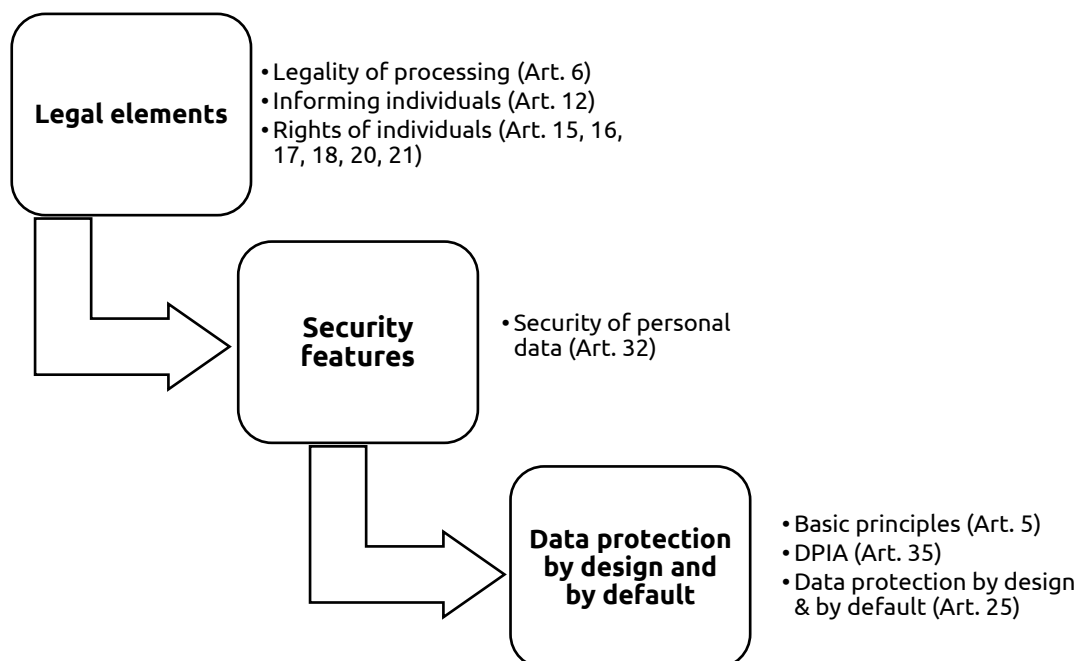 Legal elements
• Legality of processing (Art. 6)
• Informing individuals (Art. 12)
• Rights of individuals (Art. 15, 16,
17, 18, 20, 21)
Security
features
• Security of personal
data (Art. 32)
Data protection
by design and
by default
• Basic principles (Art. 5)
• DPIA (Art. 35)
• Data protection by design
& by default (Art. 25)